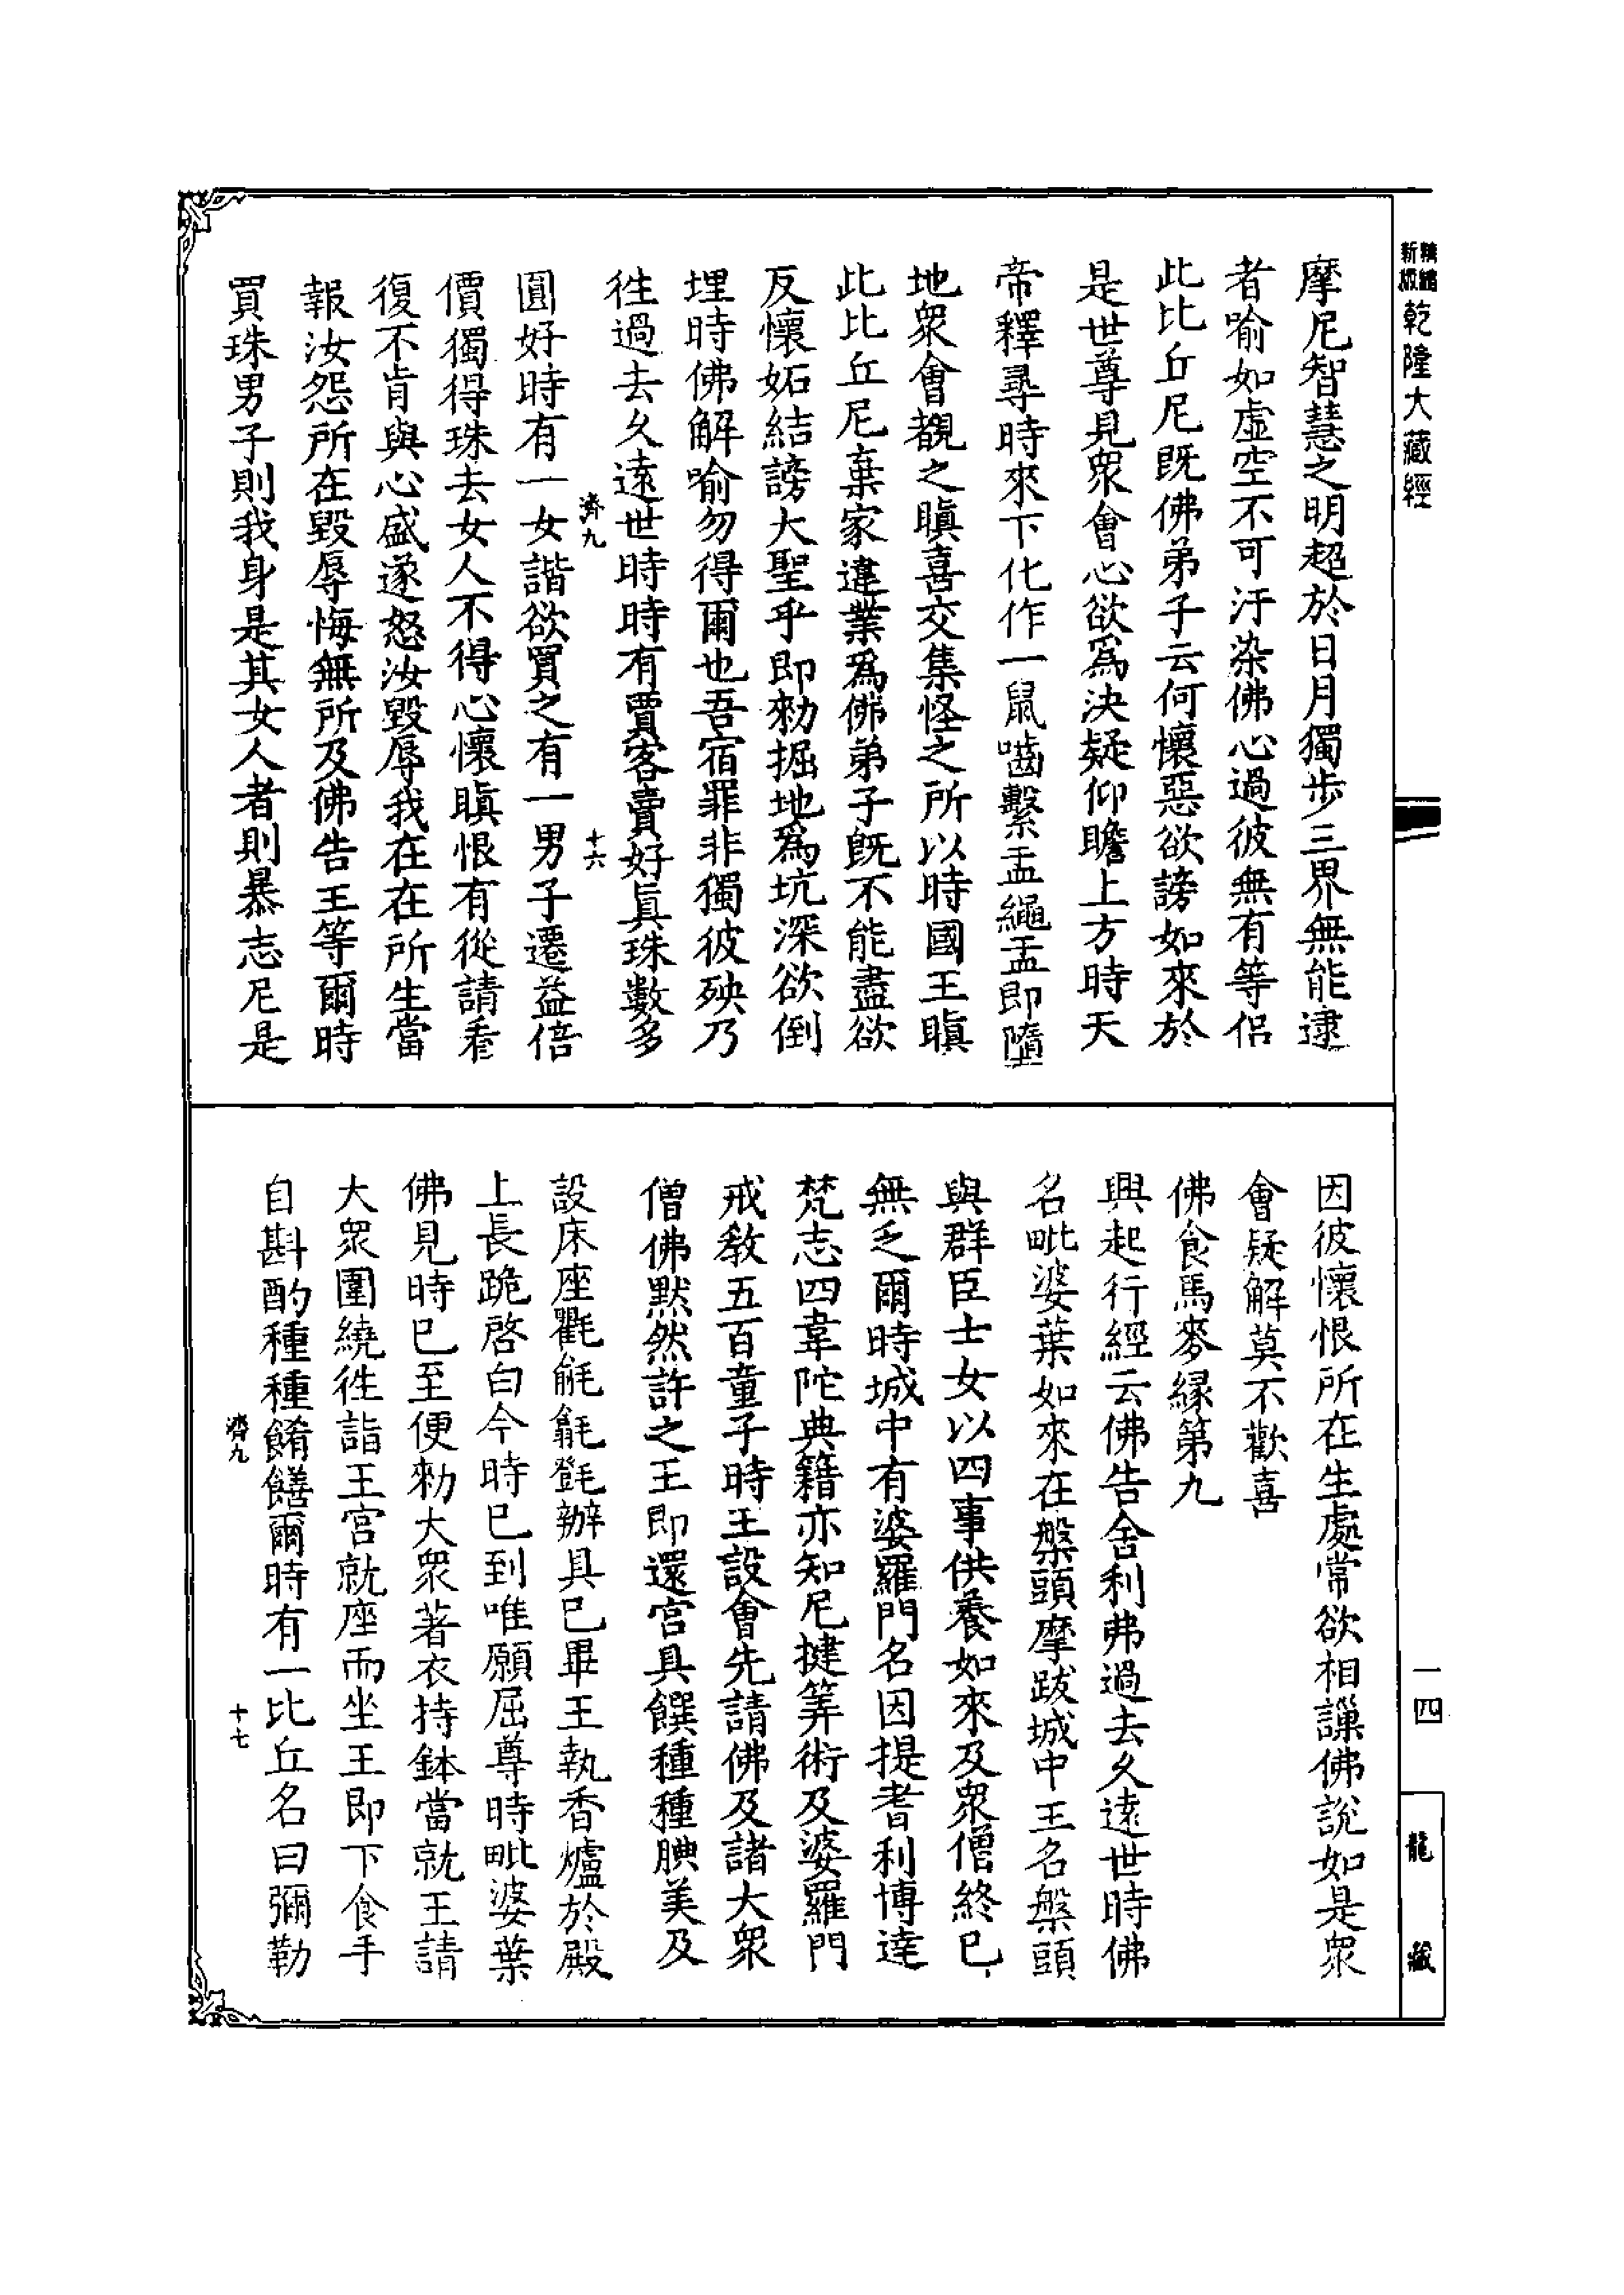 新編縮版 乾隆大藏經
一四
龍藏
摩尼智慧之明超於日月獨步三界無能逮
者喻如虛空不可汙染佛心過彼無有等侶
此比丘尼既佛弟子云何懷惡欲謗如來於
是世尊見眾會心欲為決疑仰瞻上方時天
帝釋尋時來下化作一鼠嚙繫盂繩盂即墮
地眾會覩之瞋喜交集怪之所以時國王瞋
此比丘尼棄家違業為佛弟子既不能盡欲
反懷妬結謗大聖乎即勑掘地為坑深欲倒
埋時佛解喻勿得爾也吾宿罪非獨彼殃乃
徃過去久遠世時時有賈客賣好真珠數多
濟九
十六
圓好時有一女諧欲買之有一男子遷益倍
價獨得珠去女人不得心懷瞋恨有從請看
復不肯與心盛遂怒汝毀辱我在在所生當
報汝怨所在毀辱悔無所及佛告王等爾時
買珠男子則我身是其女人者則暴志尼是
因彼懷恨所在生處常欲相謙佛說如是眾
會疑解莫不歡喜
佛食馬麥緣第九
興起行經云佛告舍利弗過去久遠世時佛
名毗婆葉如來在槃頭摩跋城中王名槃頭
與群臣士女以四事供養如來及眾僧終已
無乏爾時城中有婆羅門名因提耆利博達
梵志四韋陀典籍亦知尼揵筭術及婆羅門
戒教五百童子時王設會先請佛及諸大眾
僧佛默然許之王即還宮具饌種種腆美及
設床座氍毹㲪㲪辦具已畢王執香爐於殿
上長跪啓白今時已到唯願屈尊時毗婆葉
佛見時已至便勑大眾著衣持鉢當就王請
大眾圍繞徃詣王宮就座而坐王即下食手
自斟酌種種餚饍爾時有一比丘名曰彌勒
濟九
十七